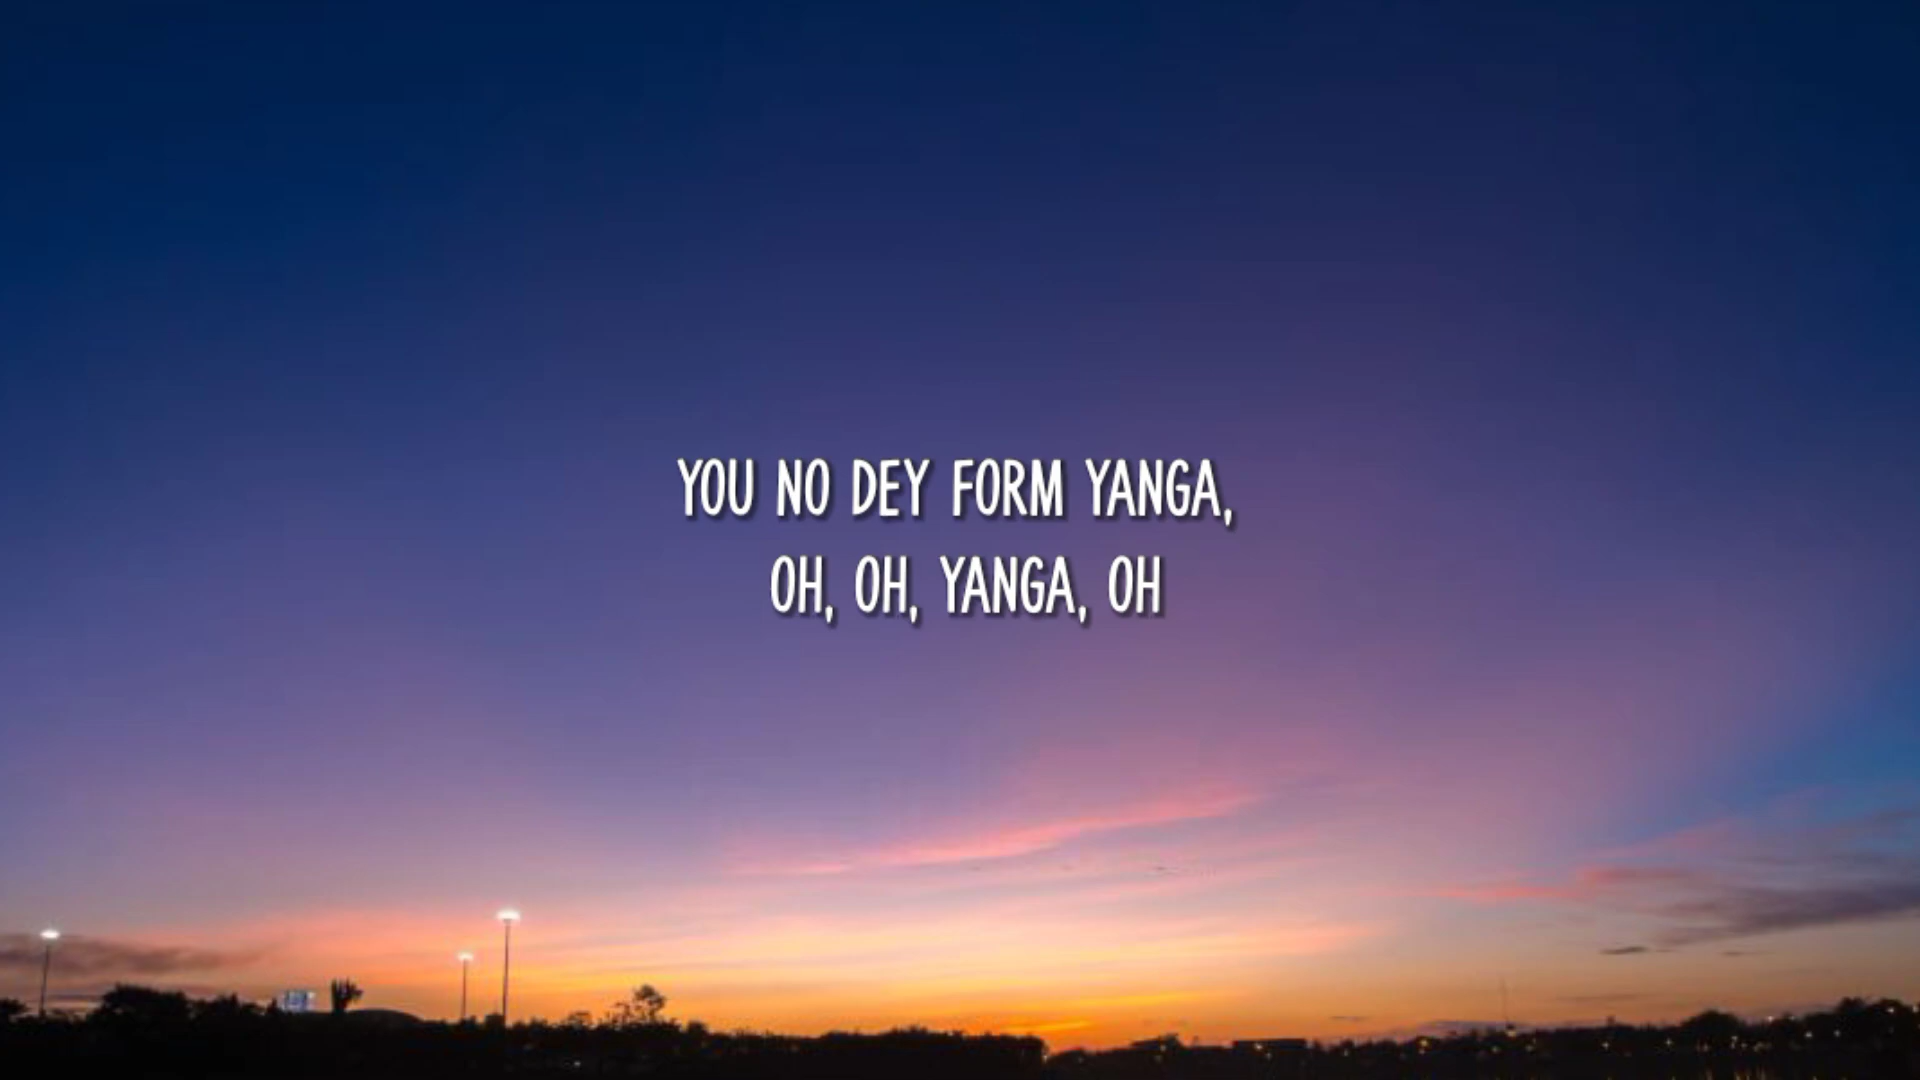 YOU NO DEY FORM YANGA,
OH, OH, YANGA, OH